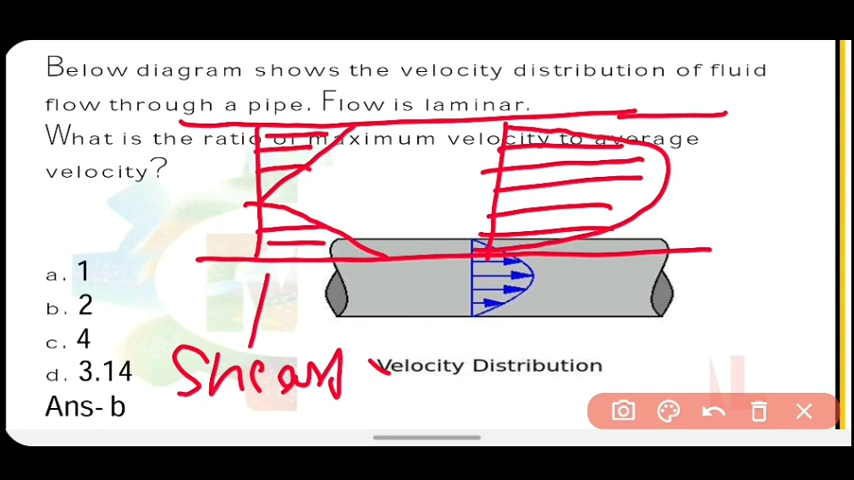 Below diagram shows the velocity distribution of fluid
flow through a pipe. Flow is laminar.
What is the ratio of maximum velocity to average
velocity?
a. 1
b. 2
c. 4
d. 3.14
Ans- b
Velocity Distribution